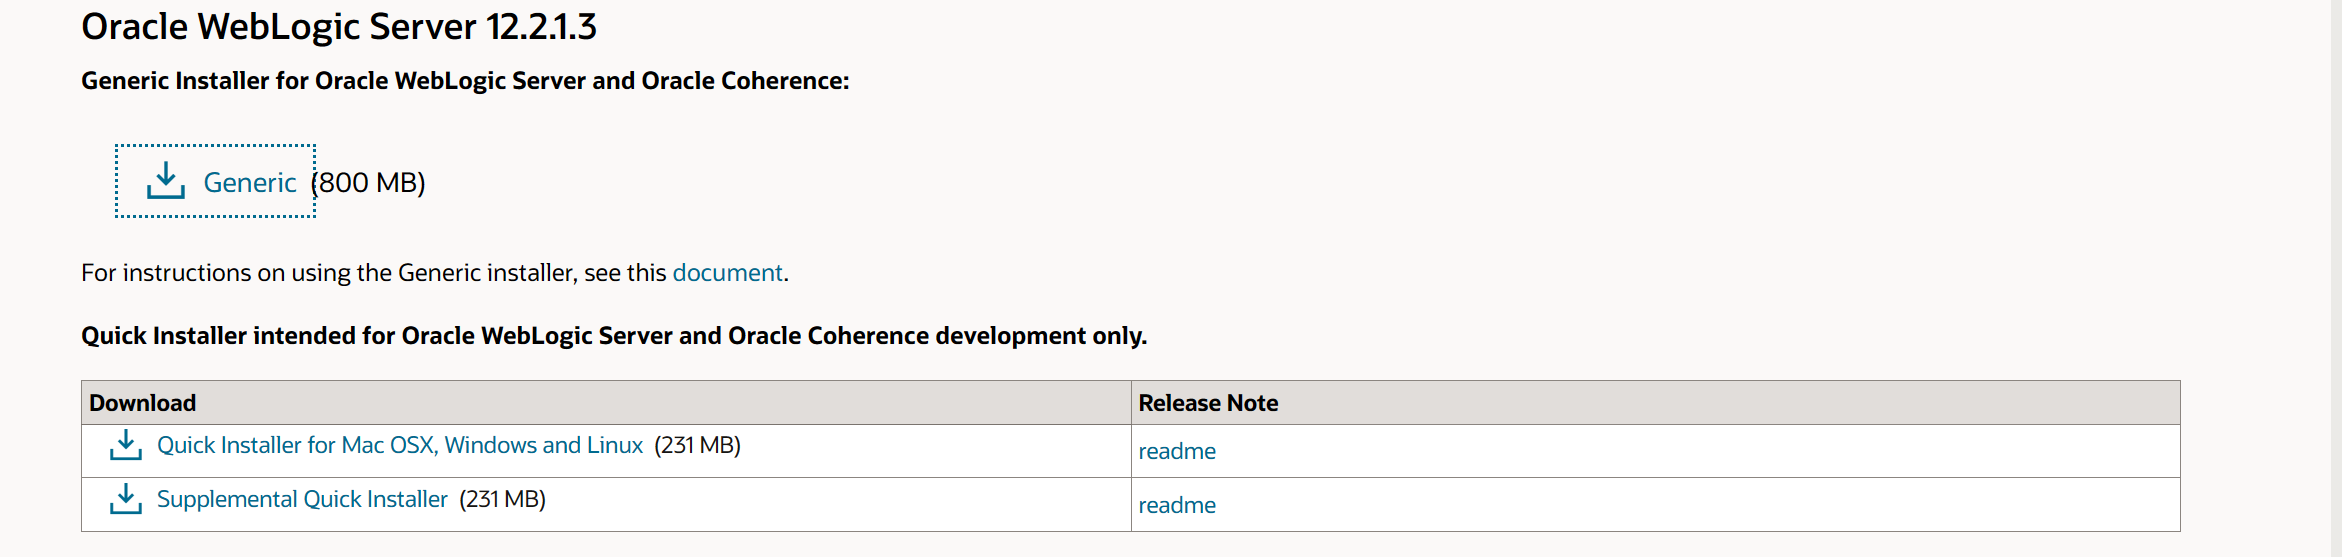 Oracle WebLogic Server 12.2.1.3
Generic Installer for Oracle WebLogic Server and Oracle Coherence:
Generic (800 MB)
For instructions on using the Generic installer, see this document.
Quick Installer intended for Oracle WebLogic Server and Oracle Coherence development only.
Download Release Note
Quick Installer for Mac OSX, Windows and Linux (231 MB) readme
Supplemental Quick Installer (231 MB) readme